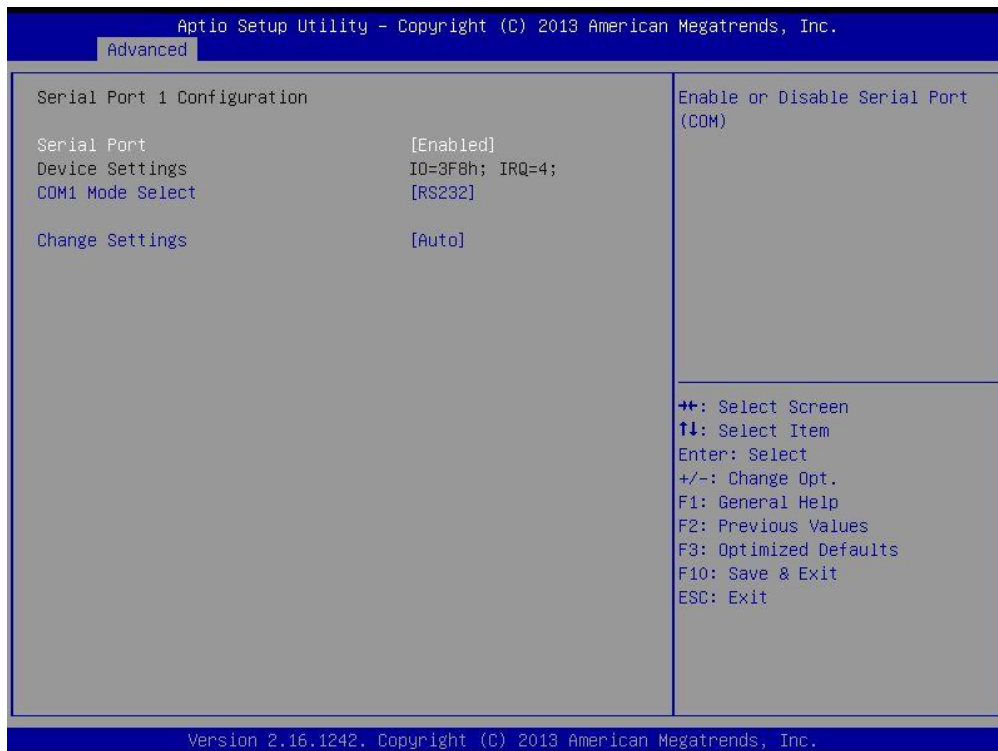 Aptio Setup Utility – Copyright (C) 2013 American Megatrends, Inc.
Advanced
Serial Port 1 Configuration
Serial Port [Enabled]
Device Settings IO=3F8h; IRQ=4;
COM1 Mode Select [RS232]
Change Settings [Auto]
Enable or Disable Serial Port
(COM)
→←: Select Screen
↑↓: Select Item
Enter: Select
+/-: Change Opt.
F1: General Help
F2: Previous Values
F3: Optimized Defaults
F10: Save & Exit
ESC: Exit
Version 2.16.1242. Copyright (C) 2013 American Megatrends, Inc.